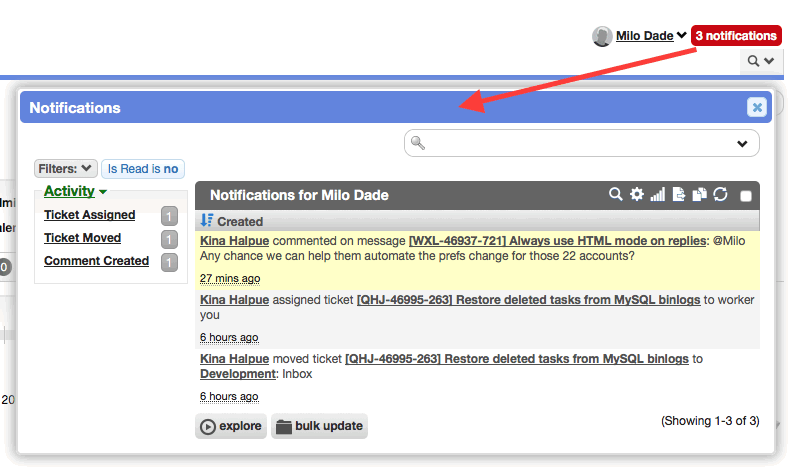 Milo Dade
3 notifications
Notifications
Filters:
Is Read is no
Activity
Ticket Assigned 1
Ticket Moved 1
Comment Created 1
Notifications for Milo Dade
Created
Kina Halpue commented on message [WXL-46937-721] Always use HTML mode on replies: @Milo
Any chance we can help them automate the prefs change for those 22 accounts?
27 mins ago
Kina Halpue assigned ticket [QHJ-46995-263] Restore deleted tasks from MySQL binlogs to worker
you
6 hours ago
Kina Halpue moved ticket [QHJ-46995-263] Restore deleted tasks from MySQL binlogs to
Development: Inbox
6 hours ago
explore
bulk update
(Showing 1-3 of 3)
0
20